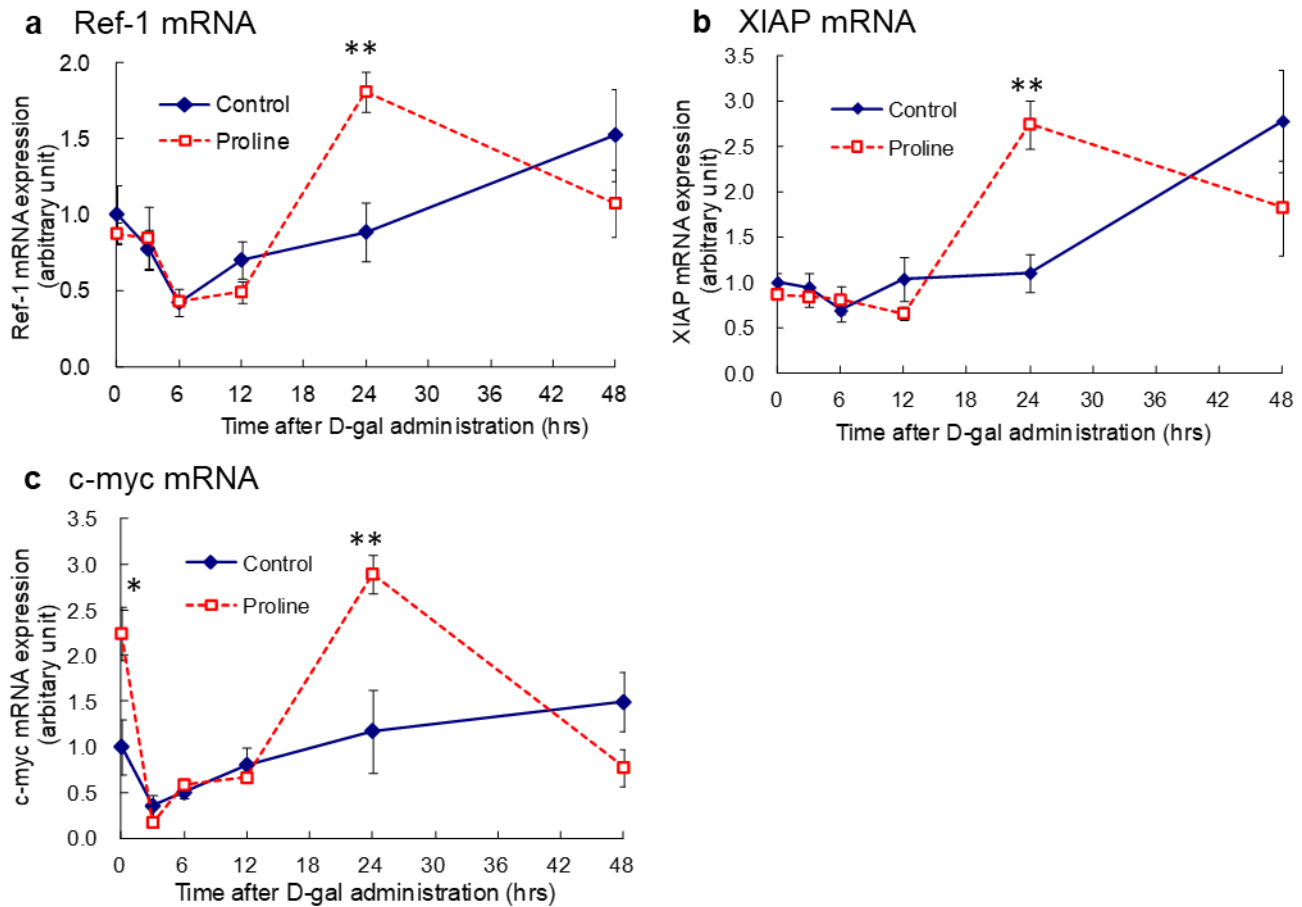 a Ref-1 mRNA
**
2.0
1.5
1.0
0.5
0.0
Ref-1 mRNA expression
(arbitrary unit)
Control
Proline
0 6 12 18 24 30 36 42 48
Time after D-gal administration (hrs)
b XIAP mRNA
**
3.5
3.0
2.5
2.0
1.5
1.0
0.5
0.0
XIAP mRNA expression
(arbitrary unit)
Control
Proline
0 6 12 18 24 30 36 42 48
Time after D-gal administration (hrs)
c c-myc mRNA
*
**
3.5
3.0
2.5
2.0
1.5
1.0
0.5
0.0
c-myc mRNA expression
(arbitary unit)
Control
Proline
0 6 12 18 24 30 36 42 48
Time after D-gal administration (hrs)